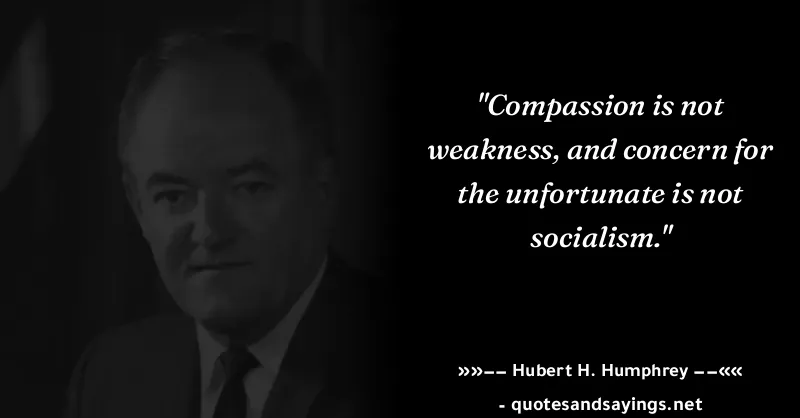 "Compassion is not
weakness, and concern for
the unfortunate is not
socialism."
»»–– Hubert H. Humphrey ––««
- quotesandsayings.net